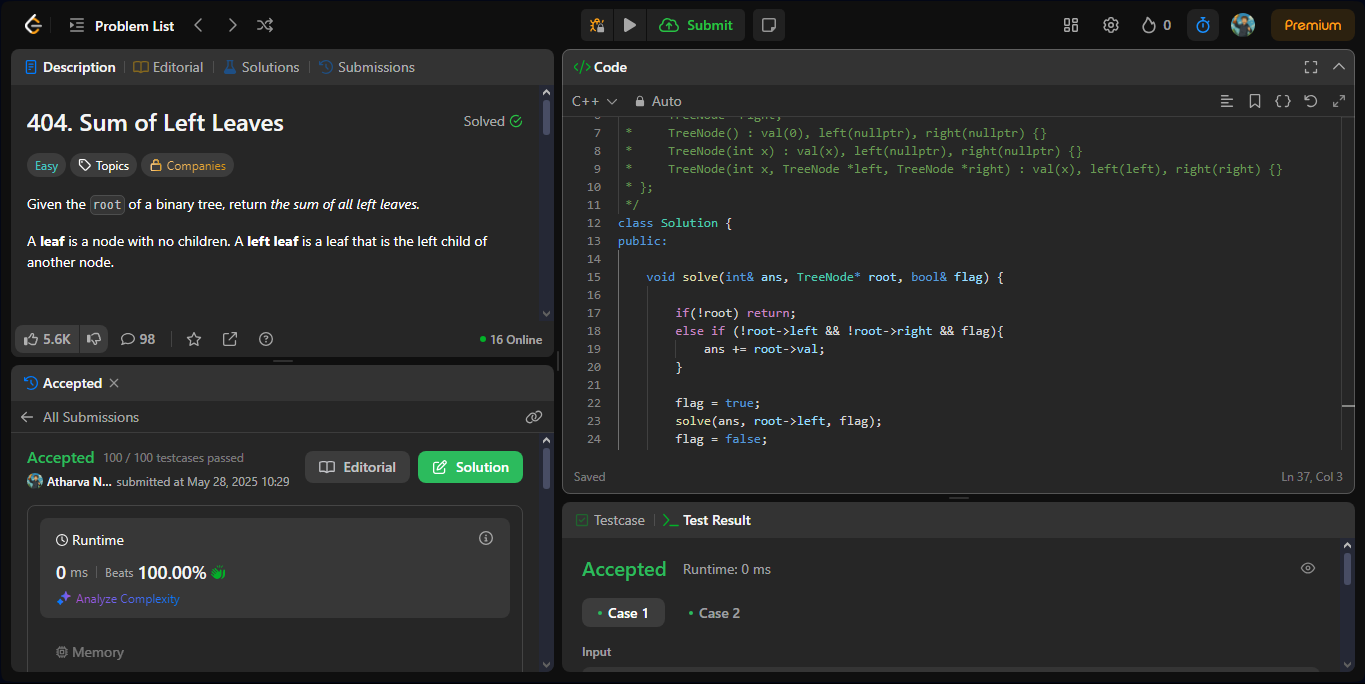 Problem List
Submit
0
Premium
Description
Editorial
Solutions
Submissions
404. Sum of Left Leaves
Solved
Easy
Topics
Companies
Given the root of a binary tree, return the sum of all left leaves.
A leaf is a node with no children. A left leaf is a leaf that is the left child of
another node.
5.6K
98
16 Online
Accepted
All Submissions
Accepted 100 / 100 testcases passed
Atharva N... submitted at May 28, 2025 10:29
Editorial
Solution
Runtime
0 ms
Beats 100.00%
Analyze Complexity
Memory
</> Code
C++
Auto
6 * TreeNode *right;
7 * TreeNode() : val(0), left(nullptr), right(nullptr) {}
8 * TreeNode(int x) : val(x), left(nullptr), right(nullptr) {}
9 * TreeNode(int x, TreeNode *left, TreeNode *right) : val(x), left(left), right(right) {}
10 * };
11 */
12 class Solution {
13 public:
14
15 void solve(int& ans, TreeNode* root, bool& flag) {
16
17 if(!root) return;
18 else if (!root->left && !root->right && flag){
19 ans += root->val;
20 }
21
22 flag = true;
23 solve(ans, root->left, flag);
24 flag = false;
Saved
Ln 37, Col 3
Testcase
Test Result
Accepted
Runtime: 0 ms
Case 1
Case 2
Input